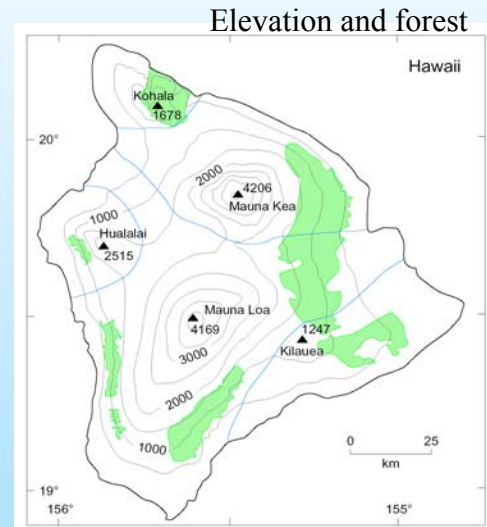 Elevation and forest
Hawaii
Kohala
1678
20°
2000
4206
Mauna Kea
1000
Hualalai
2515
Mauna Loa
4169
1247
3000
Kilauea
2000
1000
0 25
km
19°
156° 155°